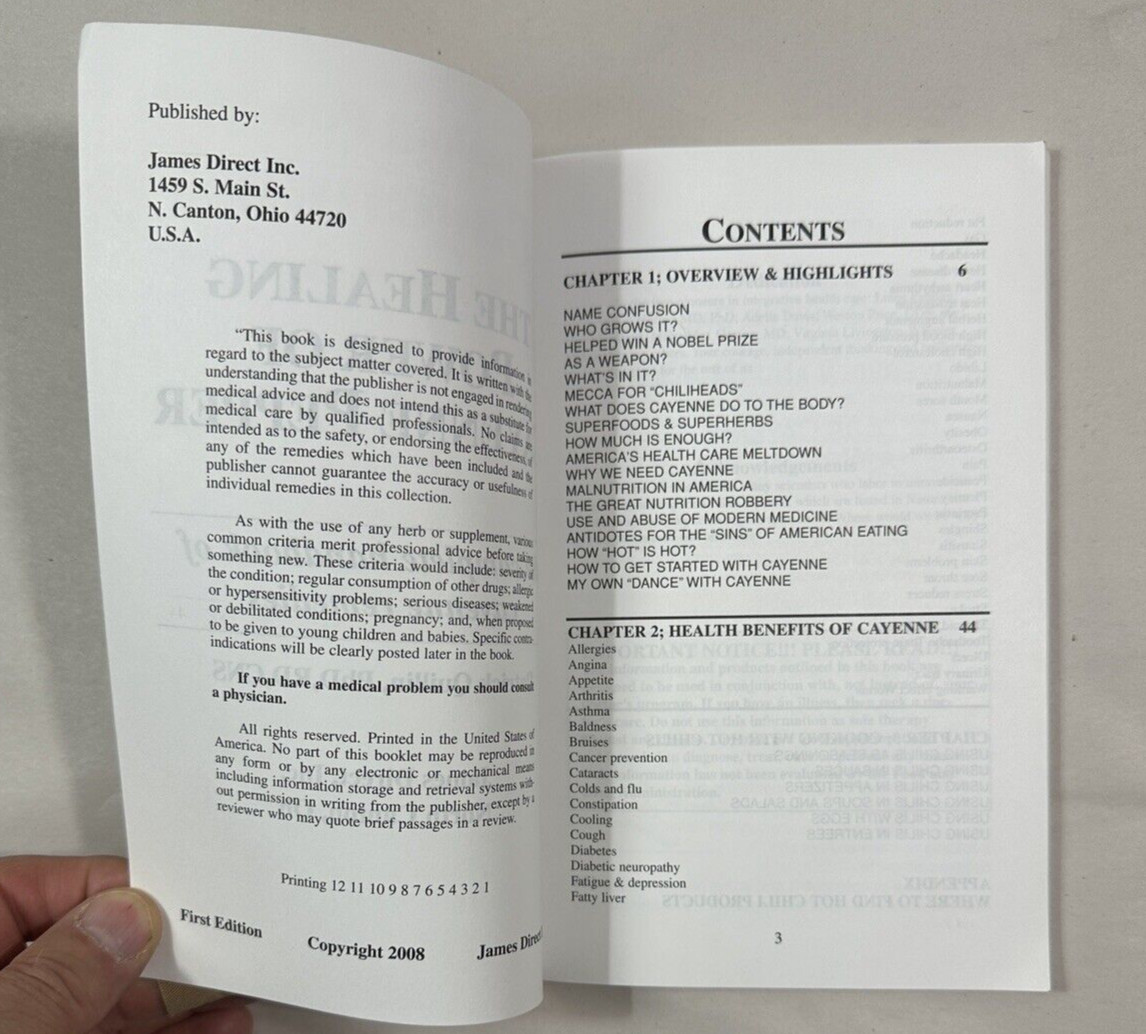 Published by:
James Direct Inc.
1459 S. Main St.
N. Canton, Ohio 44720
U.S.A.
"This book is designed to provide information in
regard to the subject matter covered. It is written with the
understanding that the publisher is not engaged in rendering
medical advice and does not intend this as a substitute for
medical care by qualified professionals. No claims are
intended as to the safety, or endorsing the effectiveness, of
any of the remedies which have been included and the
publisher cannot guarantee the accuracy or usefulness of
individual remedies in this collection.
As with the use of any herb or supplement, various
common criteria merit professional advice before taking
something new. These criteria would include: severity of
the condition; regular consumption of other drugs; allergic
or hypersensitivity problems; serious diseases; weakened
or debilitated conditions; pregnancy; and, when proposed
to be given to young children and babies. Specific contra-
indications will be clearly posted later in the book.
If you have a medical problem you should consult
a physician.
All rights reserved. Printed in the United States of
America. No part of this booklet may be reproduced in
any form or by any electronic or mechanical means
including information storage and retrieval systems with-
out permission in writing from the publisher, except by a
reviewer who may quote brief passages in a review.
Printing 12 11 10 9 8 7 6 5 4 3 2 1
First Edition Copyright 2008 James Direct
CONTENTS
CHAPTER 1; OVERVIEW & HIGHLIGHTS 6
NAME CONFUSION
WHO GROWS IT?
HELPED WIN A NOBEL PRIZE
AS A WEAPON?
WHAT'S IN IT?
MECCA FOR "CHILIHEADS"
WHAT DOES CAYENNE DO TO THE BODY?
SUPERFOODS & SUPERHERBS
HOW MUCH IS ENOUGH?
AMERICA'S HEALTH CARE MELTDOWN
WHY WE NEED CAYENNE
MALNUTRITION IN AMERICA
THE GREAT NUTRITION ROBBERY
USE AND ABUSE OF MODERN MEDICINE
ANTIDOTES FOR THE "SINS" OF AMERICAN EATING
HOW "HOT" IS HOT?
HOW TO GET STARTED WITH CAYENNE
MY OWN "DANCE" WITH CAYENNE
CHAPTER 2; HEALTH BENEFITS OF CAYENNE 44
Allergies
Angina
Appetite
Arthritis
Asthma
Baldness
Bruises
Cancer prevention
Cataracts
Colds and flu
Constipation
Cooling
Cough
Diabetes
Diabetic neuropathy
Fatigue & depression
Fatty liver
3